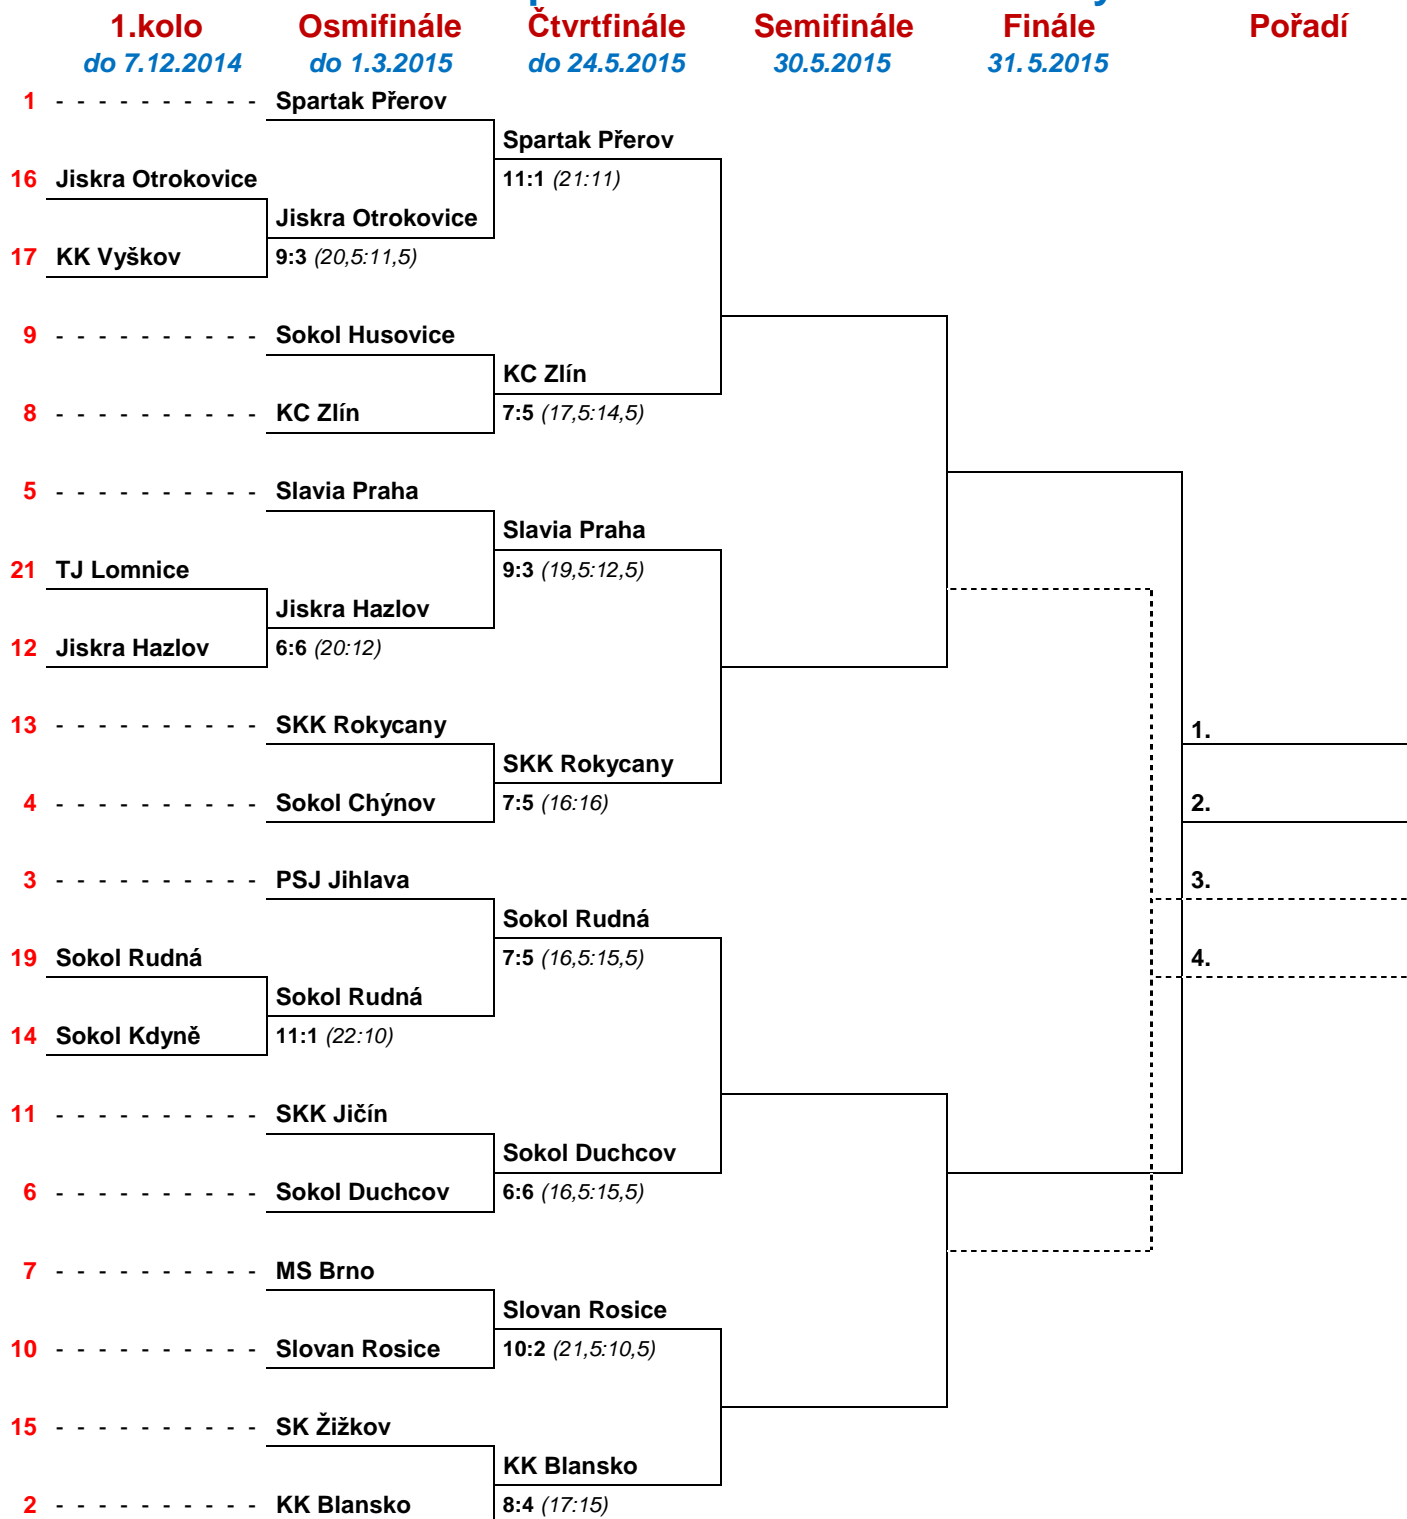 1.kolo Osmifinále Čtvrtfinále Semifinále Finále Pořadí
do 7.12.2014 do 1.3.2015 do 24.5.2015 30.5.2015 31.5.2015
1 - - - - - - - - - - Spartak Přerov
Spartak Přerov
16 Jiskra Otrokovice 11:1 (21:11)
Jiskra Otrokovice
17 KK Vyškov 9:3 (20,5:11,5)
9 - - - - - - - - - - Sokol Husovice
KC Zlín
8 - - - - - - - - - - KC Zlín 7:5 (17,5:14,5)
5 - - - - - - - - - - Slavia Praha
Slavia Praha
21 TJ Lomnice 9:3 (19,5:12,5)
Jiskra Hazlov
12 Jiskra Hazlov 6:6 (20:12)
13 - - - - - - - - - - SKK Rokycany 1.
SKK Rokycany
4 - - - - - - - - - - Sokol Chýnov 7:5 (16:16) 2.
3 - - - - - - - - - - PSJ Jihlava 3.
Sokol Rudná
19 Sokol Rudná 7:5 (16,5:15,5) 4.
Sokol Rudná
14 Sokol Kdyně 11:1 (22:10)
11 - - - - - - - - - - SKK Jičín
Sokol Duchcov
6 - - - - - - - - - - Sokol Duchcov 6:6 (16,5:15,5)
7 - - - - - - - - - - MS Brno
Slovan Rosice
10 - - - - - - - - - - Slovan Rosice 10:2 (21,5:10,5)
15 - - - - - - - - - - SK Žižkov
KK Blansko
2 - - - - - - - - - - KK Blansko 8:4 (17:15)